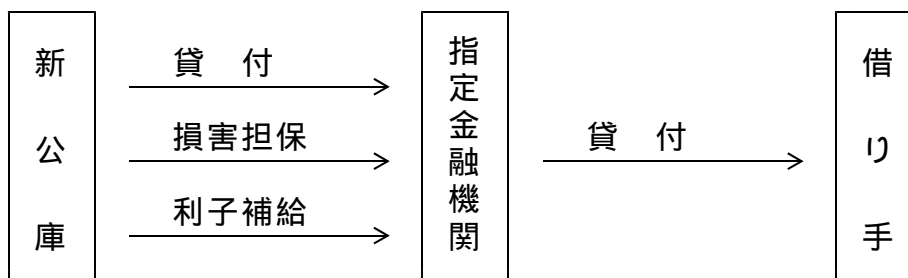 新公庫
貸 付
損害担保
利子補給
指定金融機関
貸 付
借り手